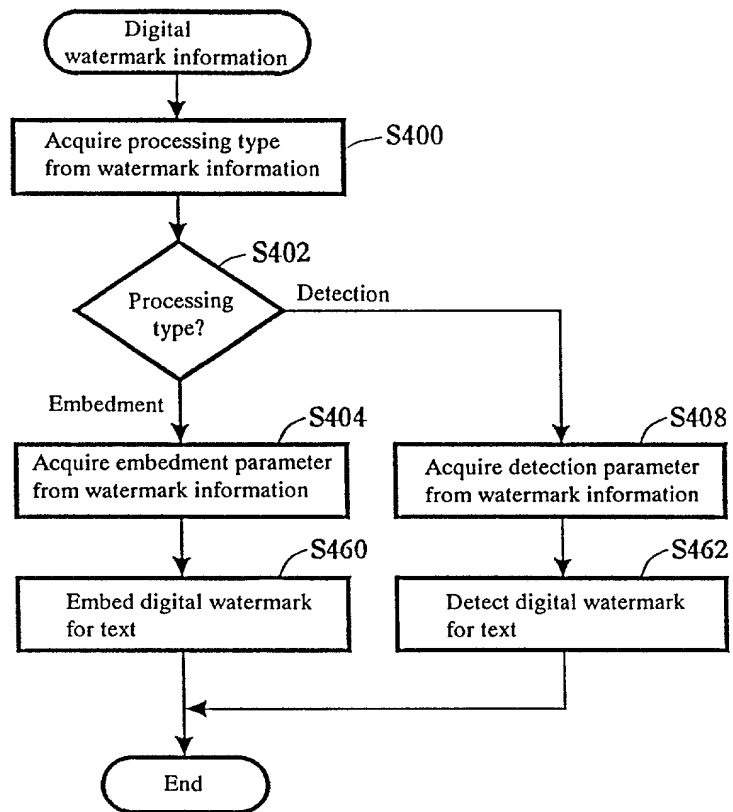 Digital
watermark information
Acquire processing type
from watermark information
S400
S402
Processing
type?
Detection
Embedment
S404
Acquire embedment parameter
from watermark information
S408
Acquire detection parameter
from watermark information
S460
Embed digital watermark
for text
S462
Detect digital watermark
for text
End